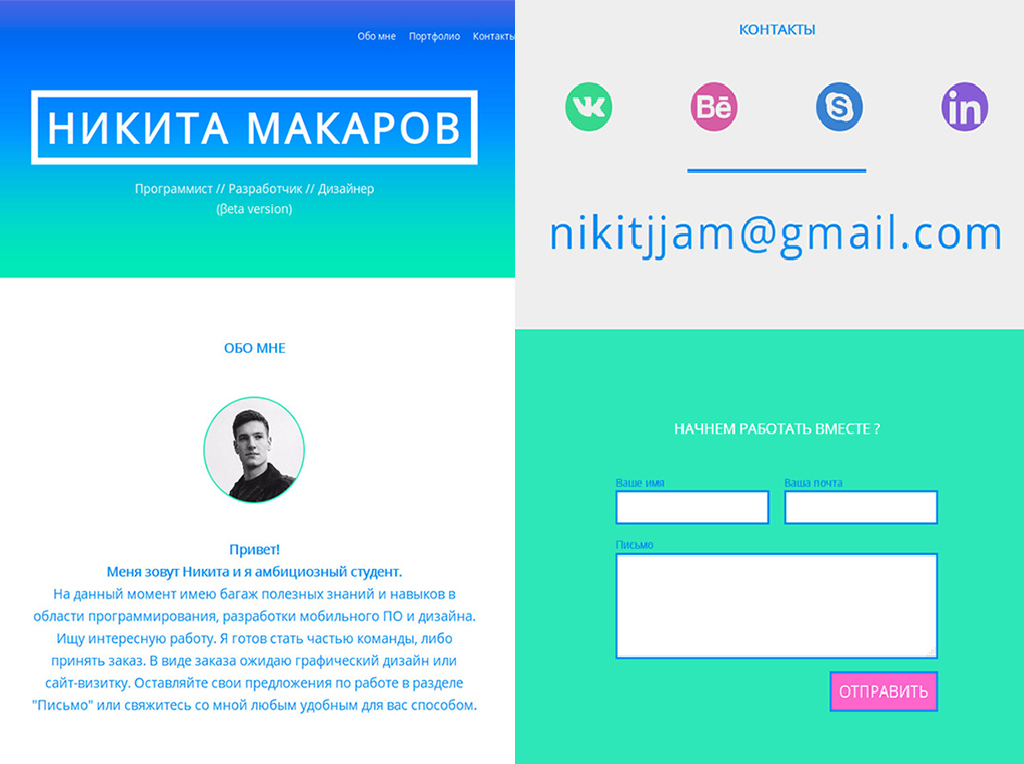 Обо мне Портфолио Контакты
НИКИТА МАКАРОВ
Программист // Разработчик // Дизайнер
(βeta version)
ОБО МНЕ
Привет!
Меня зовут Никита и я амбициозный студент.
На данный момент имею багаж полезных знаний и навыков в
области программирования, разработки мобильного ПО и дизайна.
Ищу интересную работу. Я готов стать частью команды, либо
принять заказ. В виде заказа ожидаю графический дизайн или
сайт-визитку. Оставляйте свои предложения по работе в разделе
"Письмо" или свяжитесь со мной любым удобным для вас способом.
КОНТАКТЫ
Bē S in
nikitjjam@gmail.com
НАЧНЕМ РАБОТАТЬ ВМЕСТЕ ?
Ваше имя Ваша почта
Письмо
ОТПРАВИТЬ